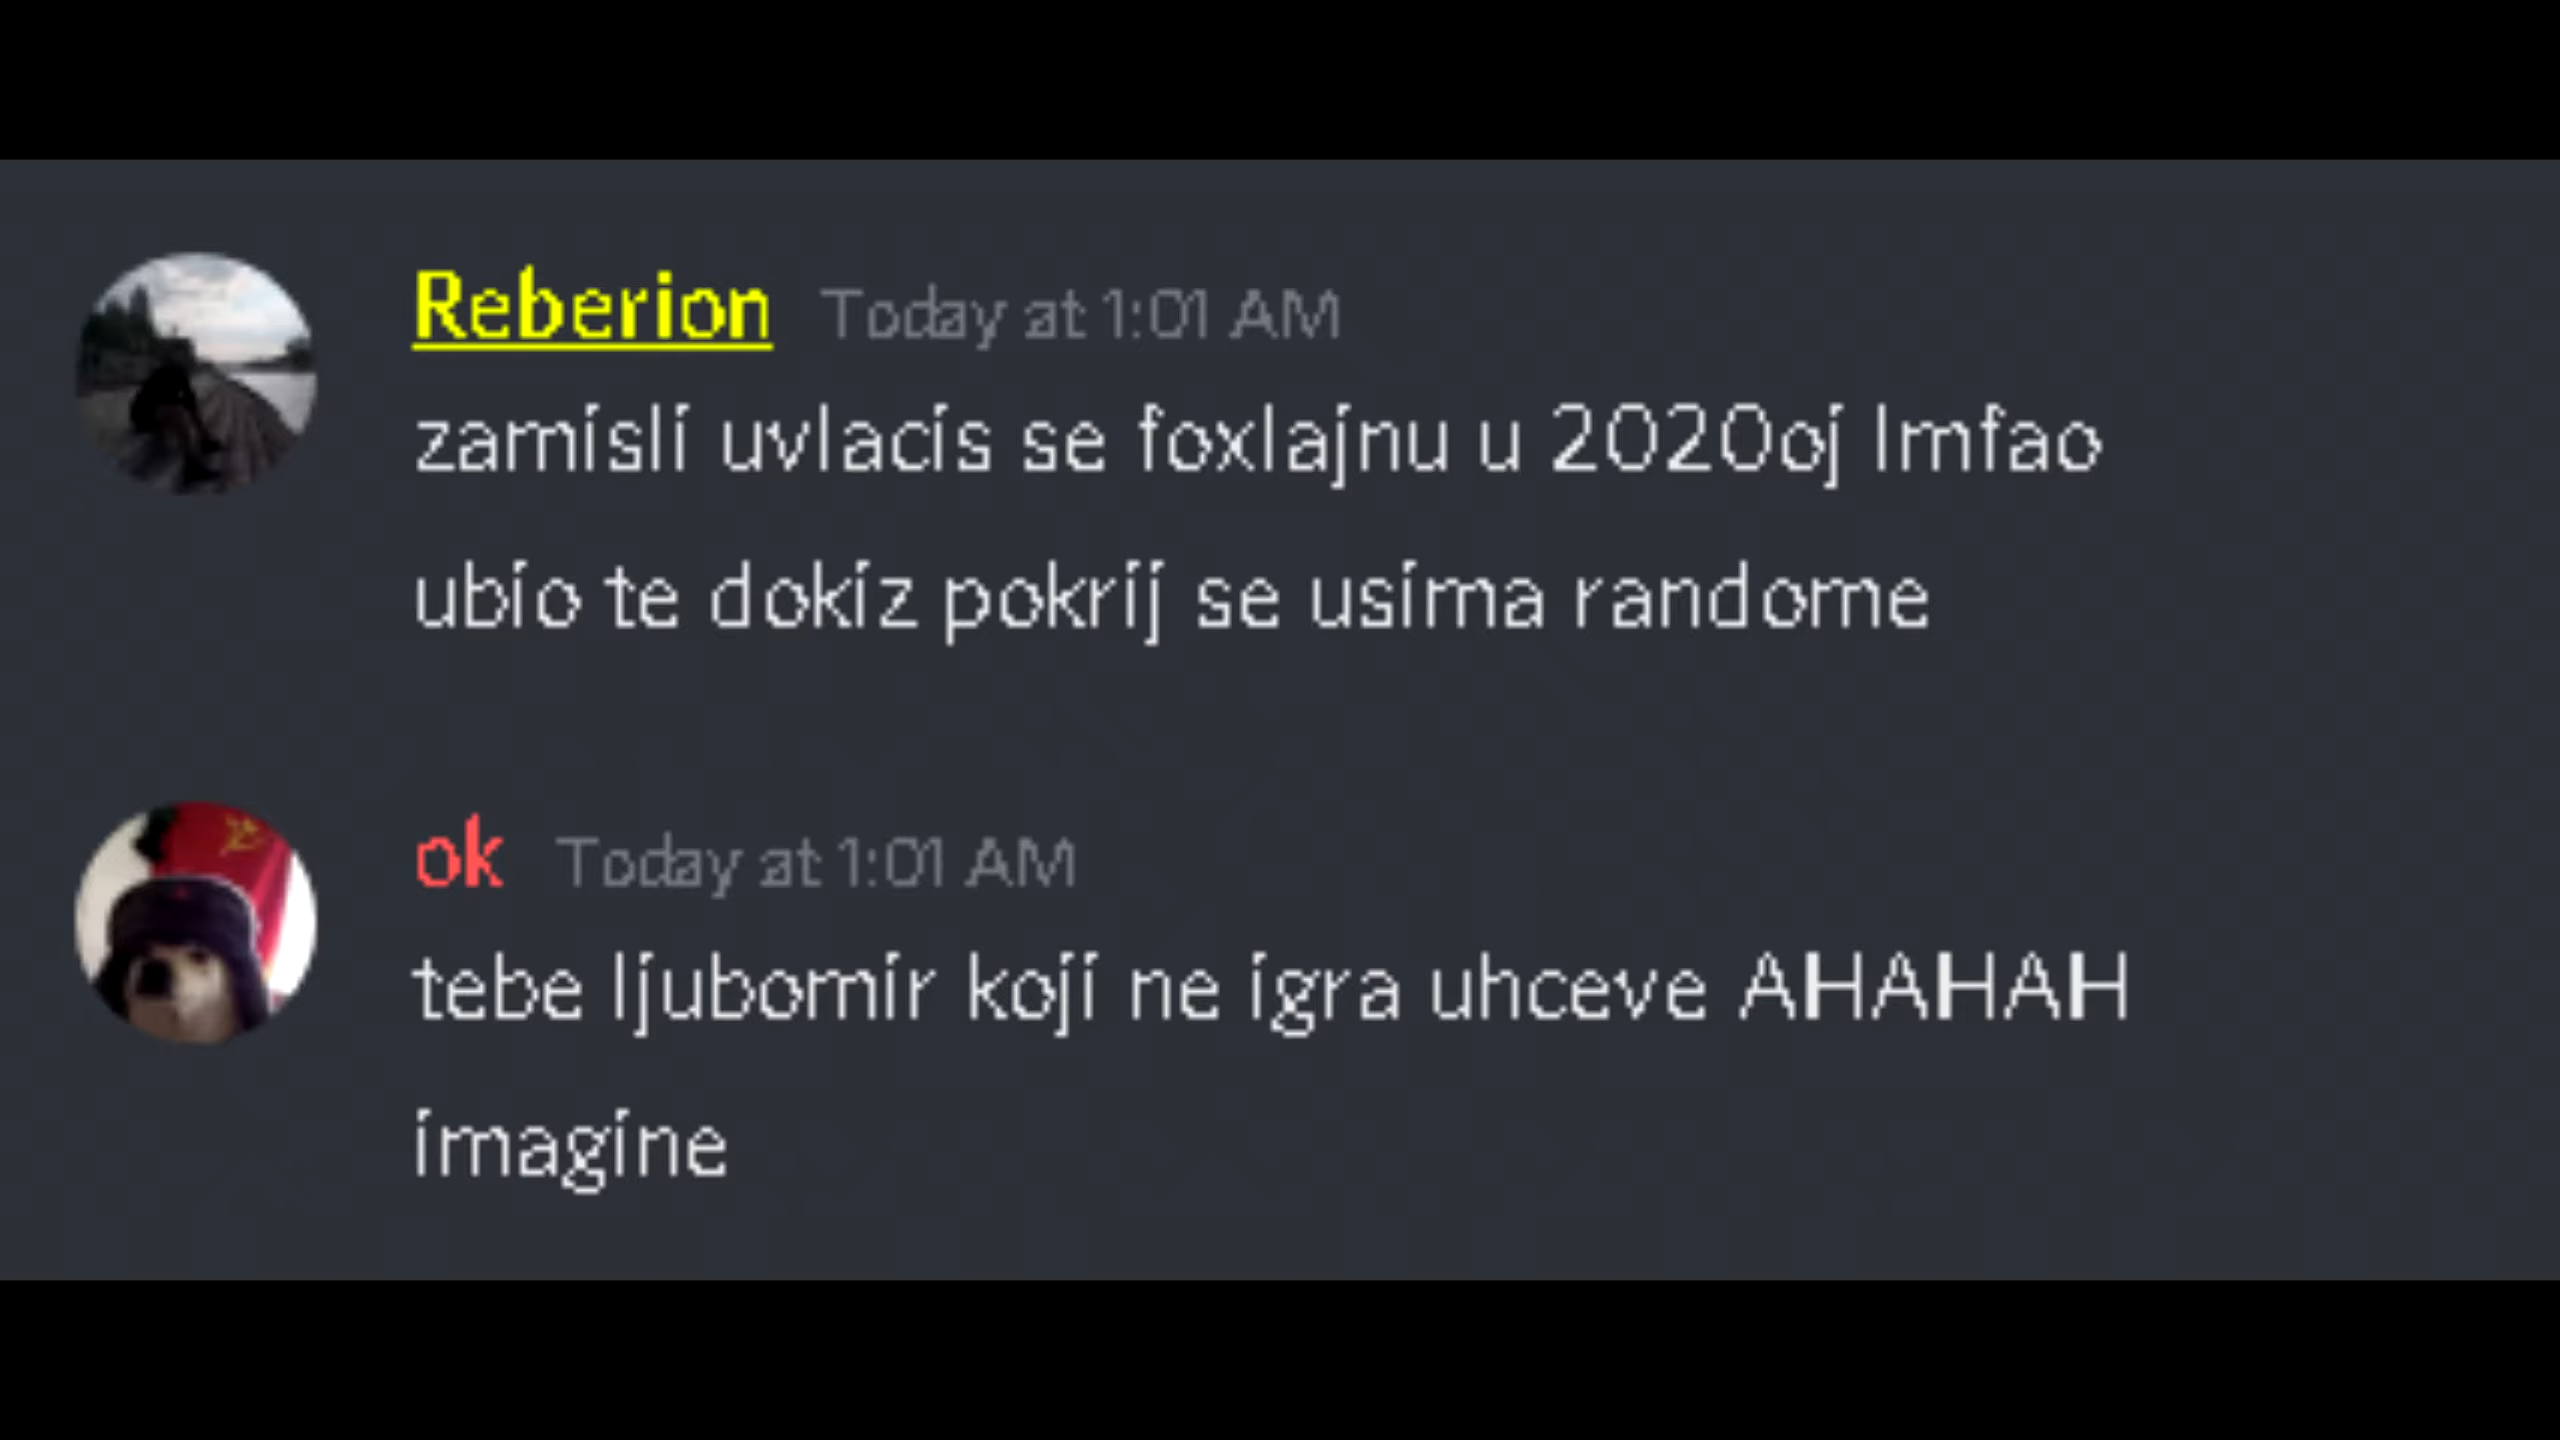 Reberion Today at 1:01 AM
zamisli uvlacis se foxlajnu u 2020oj lmfao
ubio te dokiz pokrij se usima randome
ok Today at 1:01 AM
tebe ljubomir koji ne igra uhceve AHAHAH
imagine